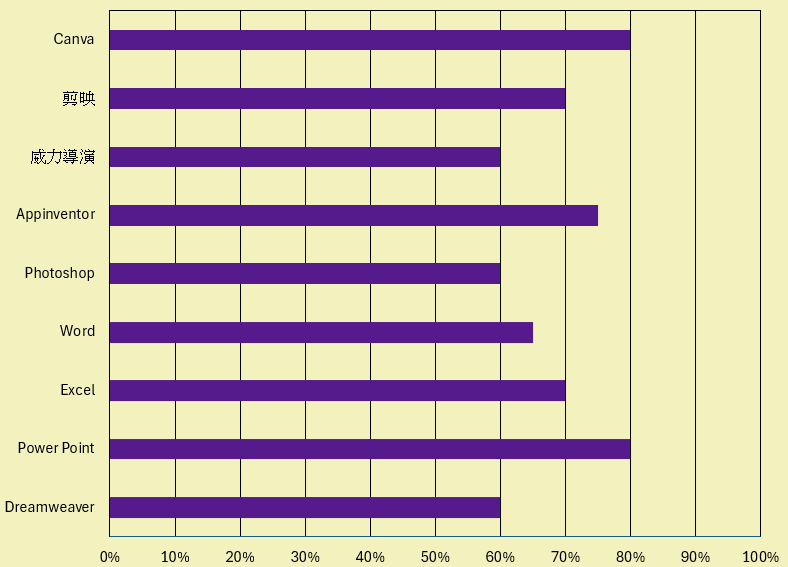 Canva
剪映
威力導演
Appinventor
Photoshop
Word
Excel
Power Point
Dreamweaver
0% 10% 20% 30% 40% 50% 60% 70% 80% 90% 100%